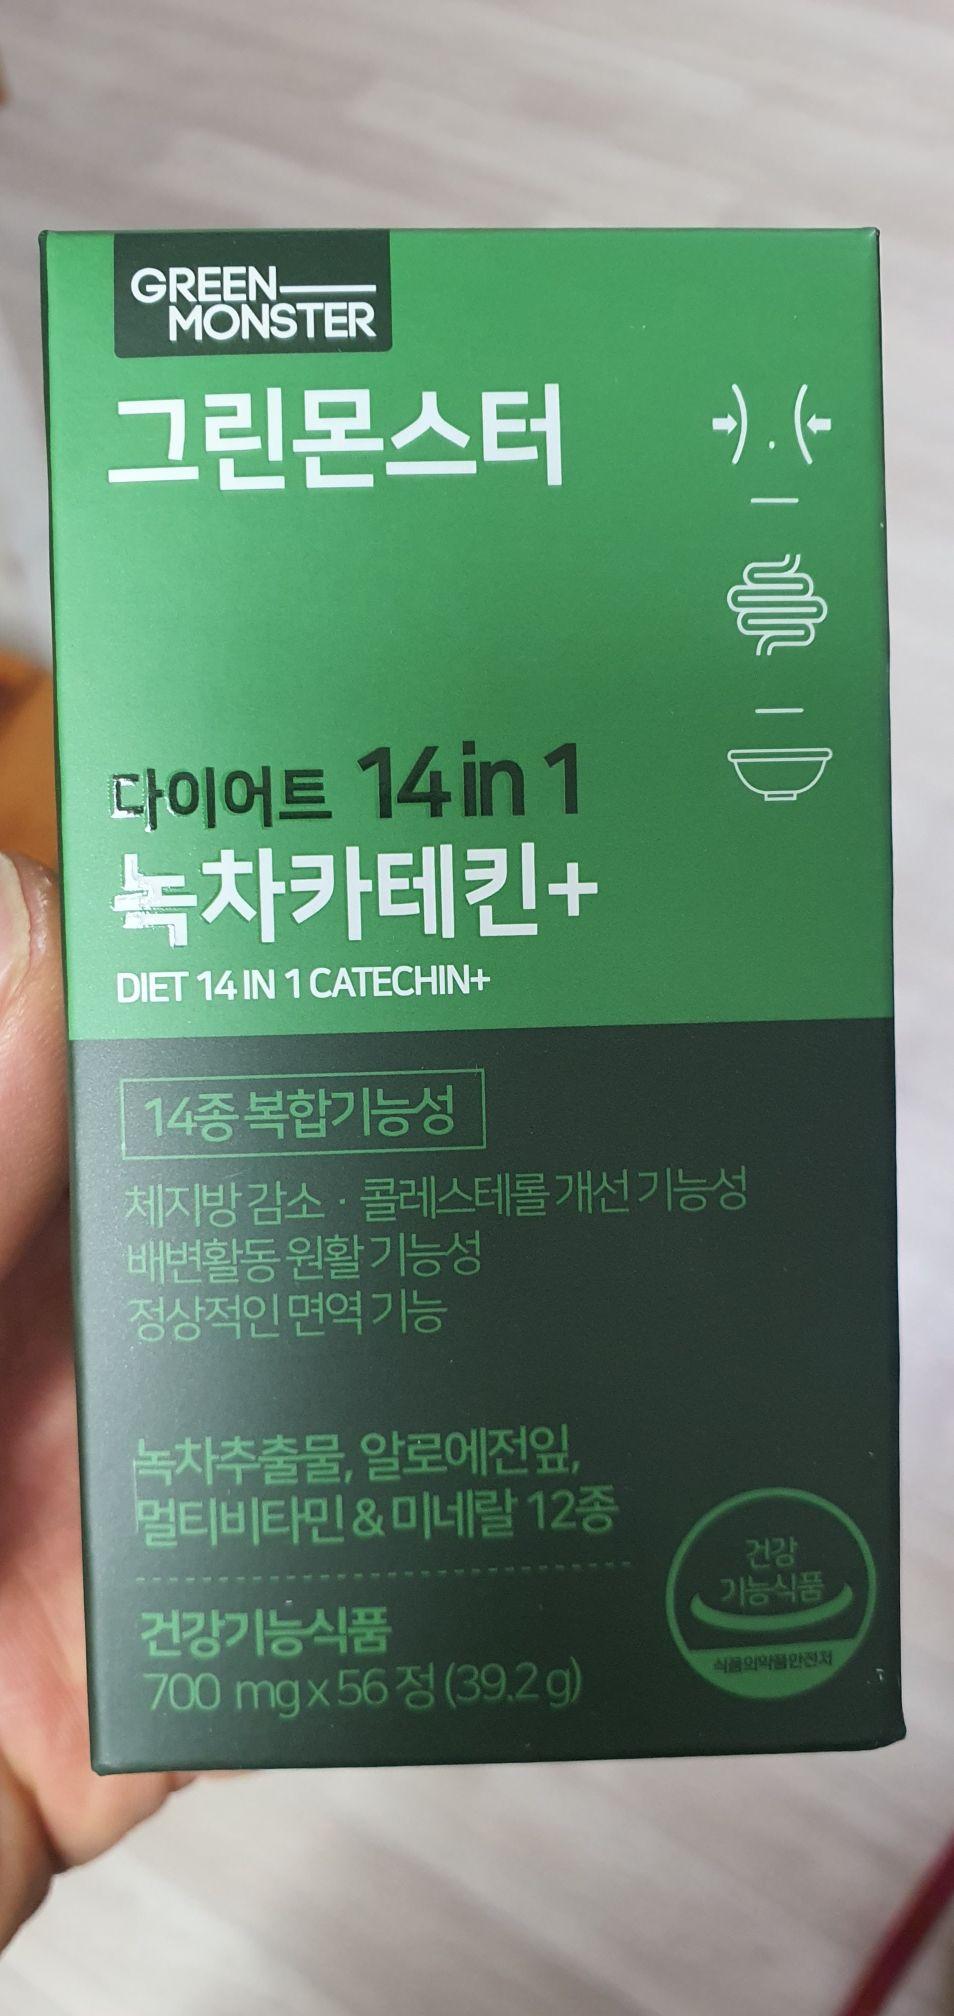 GREEN
MONSTER
그린몬스터
다이어트 14 in 1
녹차카테킨+
DIET 14 IN 1 CATECHIN+
14종 복합기능성
체지방 감소 · 콜레스테롤 개선 기능성
배변활동 원활 기능성
정상적인 면역 기능
녹차추출물, 알로에전잎,
멀티비타민 & 미네랄 12종
건강기능식품
700 mg x 56 정 (39.2 g)
건강
기능식품
식품의약품안전처